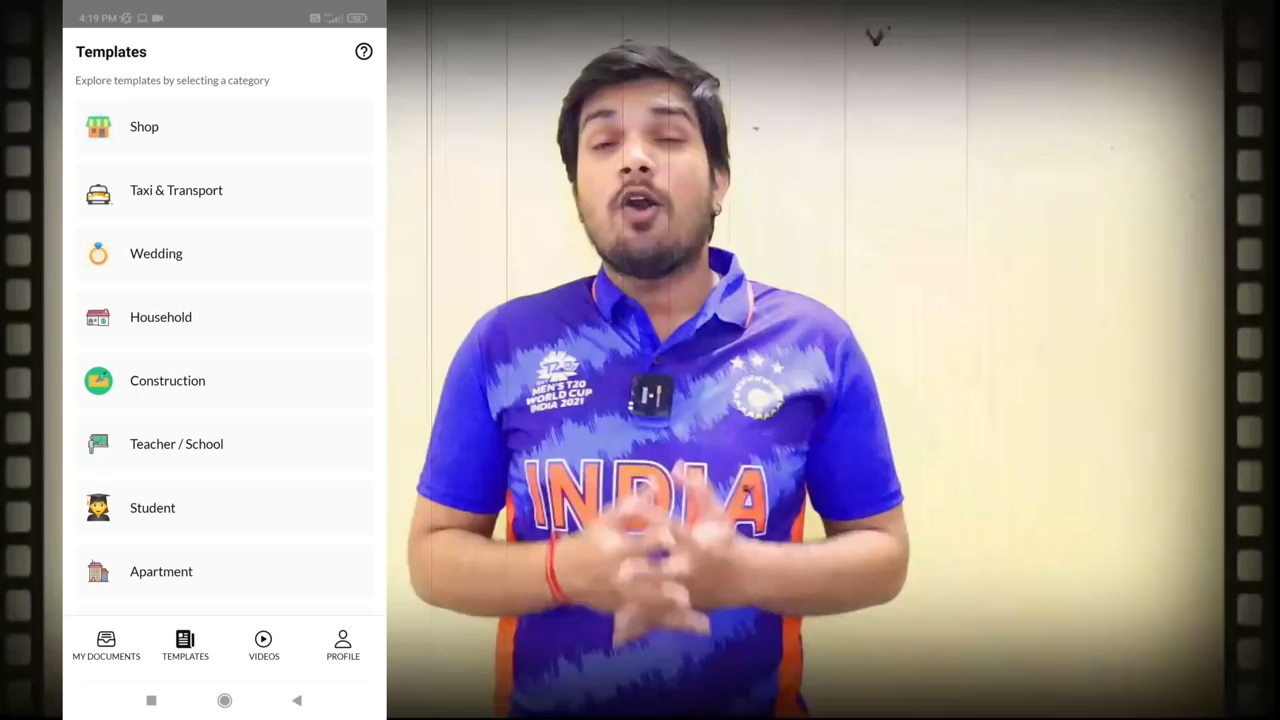 4:19 PM
Templates
Explore templates by selecting a category
Shop
Taxi & Transport
Wedding
Household
Construction
Teacher / School
Student
Apartment
MY DOCUMENTS
TEMPLATES
VIDEOS
PROFILE
MEN'S T20
WORLD CUP
INDIA 2021
INDIA